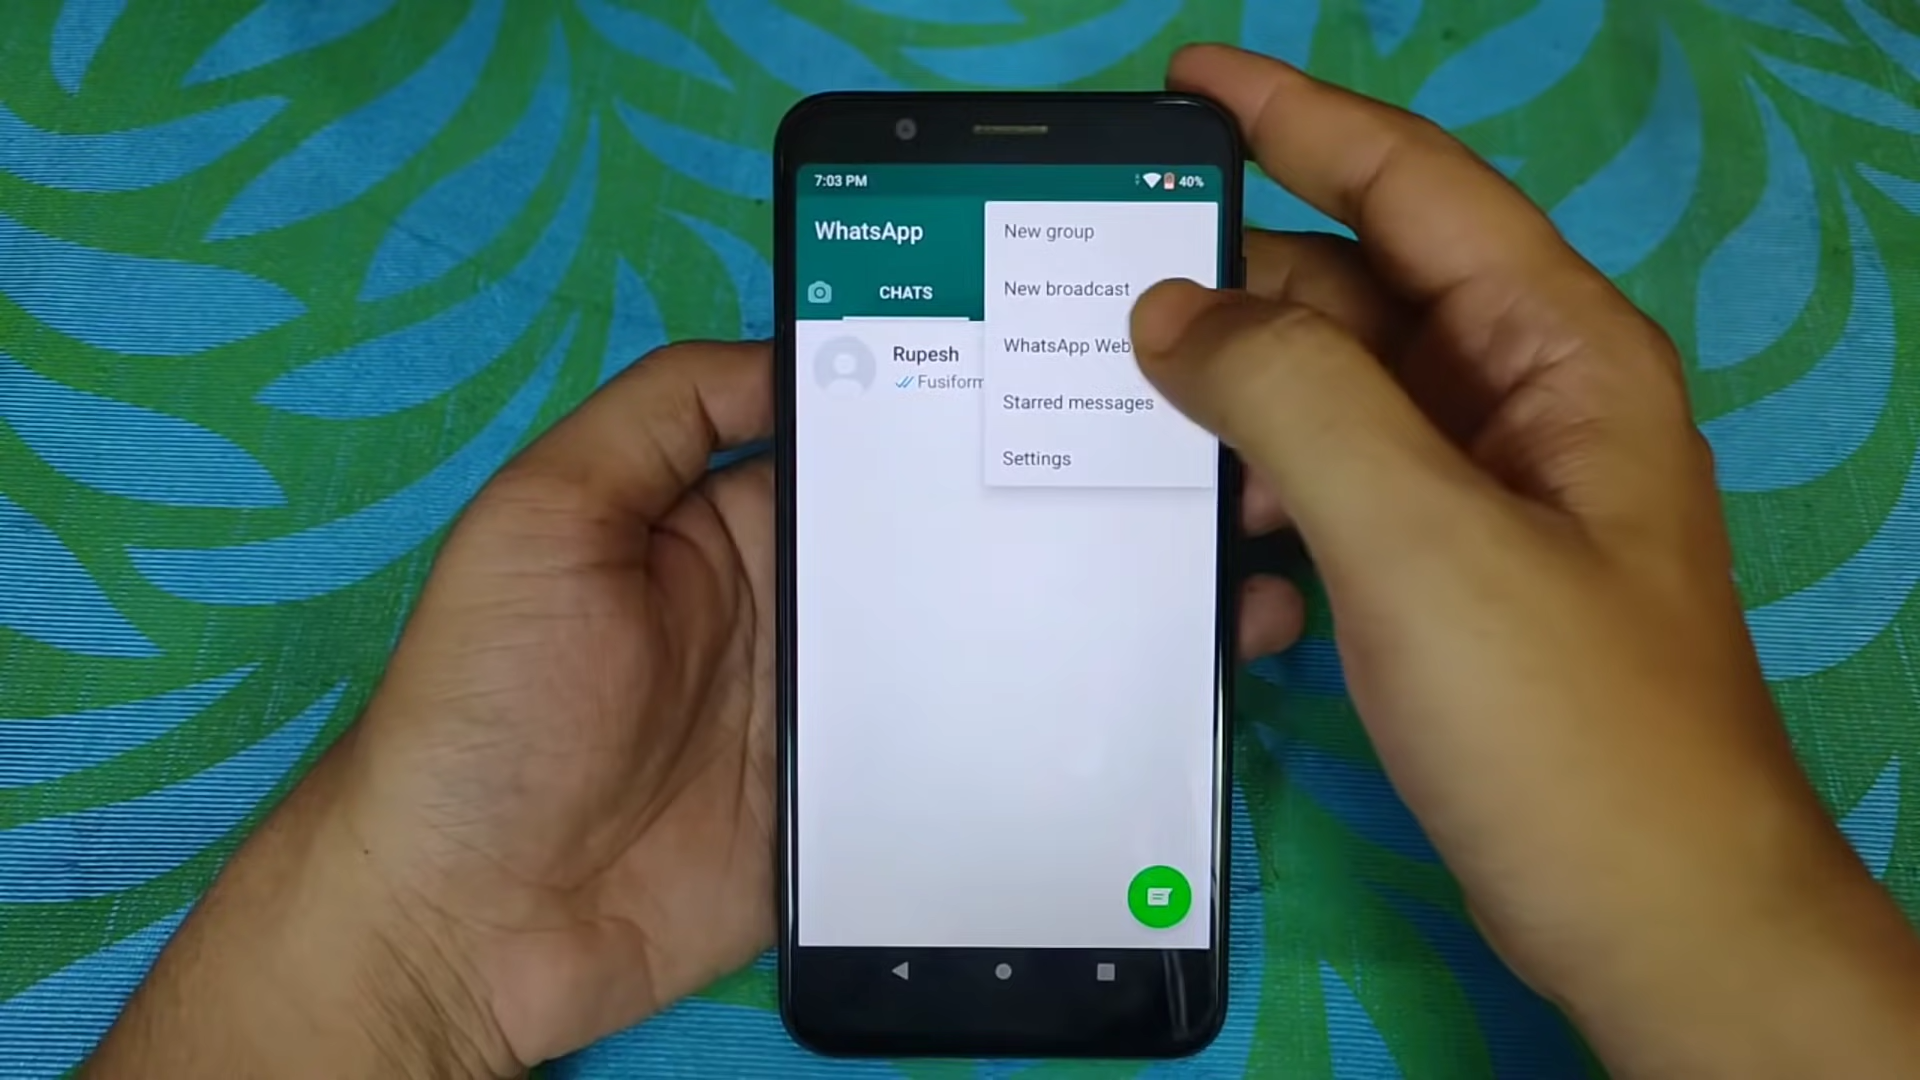 7:03 PM
40%
WhatsApp
CHATS
New group
New broadcast
WhatsApp Web
Starred messages
Settings
Rupesh